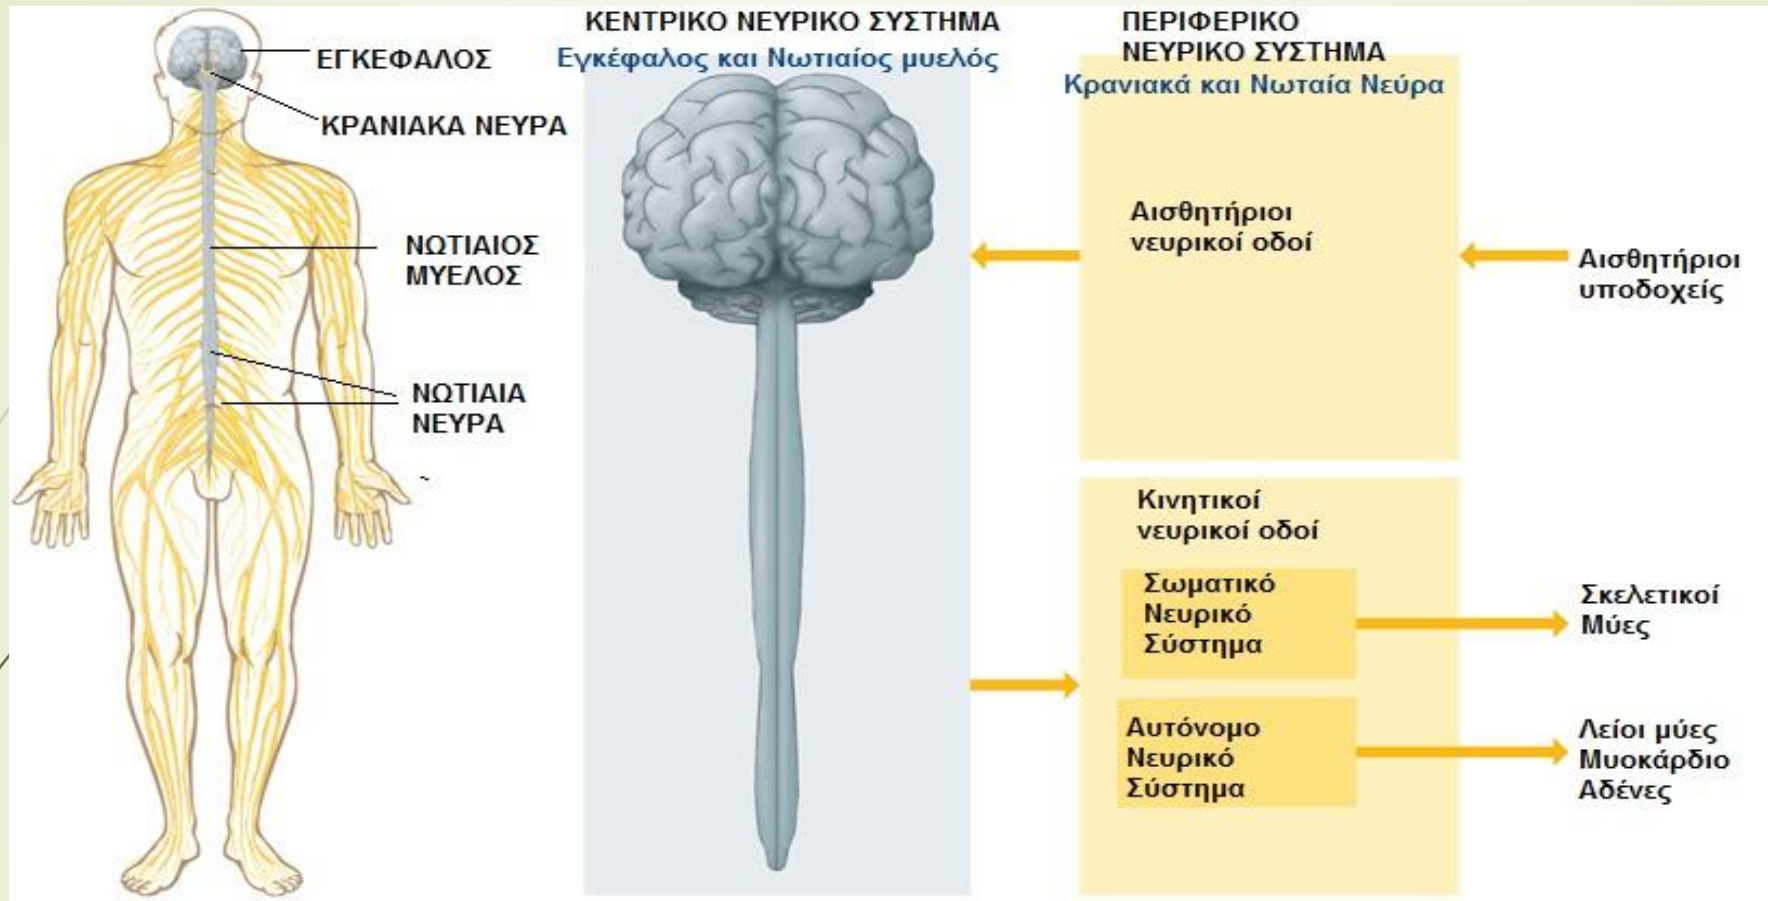 ΕΓΚΕΦΑΛΟΣ
ΚΡΑΝΙΑΚΑ ΝΕΥΡΑ
ΝΩΤΙΑΙΟΣ
ΜΥΕΛΟΣ
ΝΩΤΙΑΙΑ
ΝΕΥΡΑ
ΚΕΝΤΡΙΚΟ ΝΕΥΡΙΚΟ ΣΥΣΤΗΜΑ
Εγκέφαλος και Νωτιαίος μυελός
ΠΕΡΙΦΕΡΙΚΟ
ΝΕΥΡΙΚΟ ΣΥΣΤΗΜΑ
Κρανιακά και Νωταία Νεύρα
Αισθητήριοι
νευρικοί οδοί
Αισθητήριοι
υποδοχείς
Κινητικοί
νευρικοί οδοί
Σωματικό
Νευρικό
Σύστημα
Σκελετικοί
Μύες
Αυτόνομο
Νευρικό
Σύστημα
Λείοι μύες
Μυοκάρδιο
Αδένες